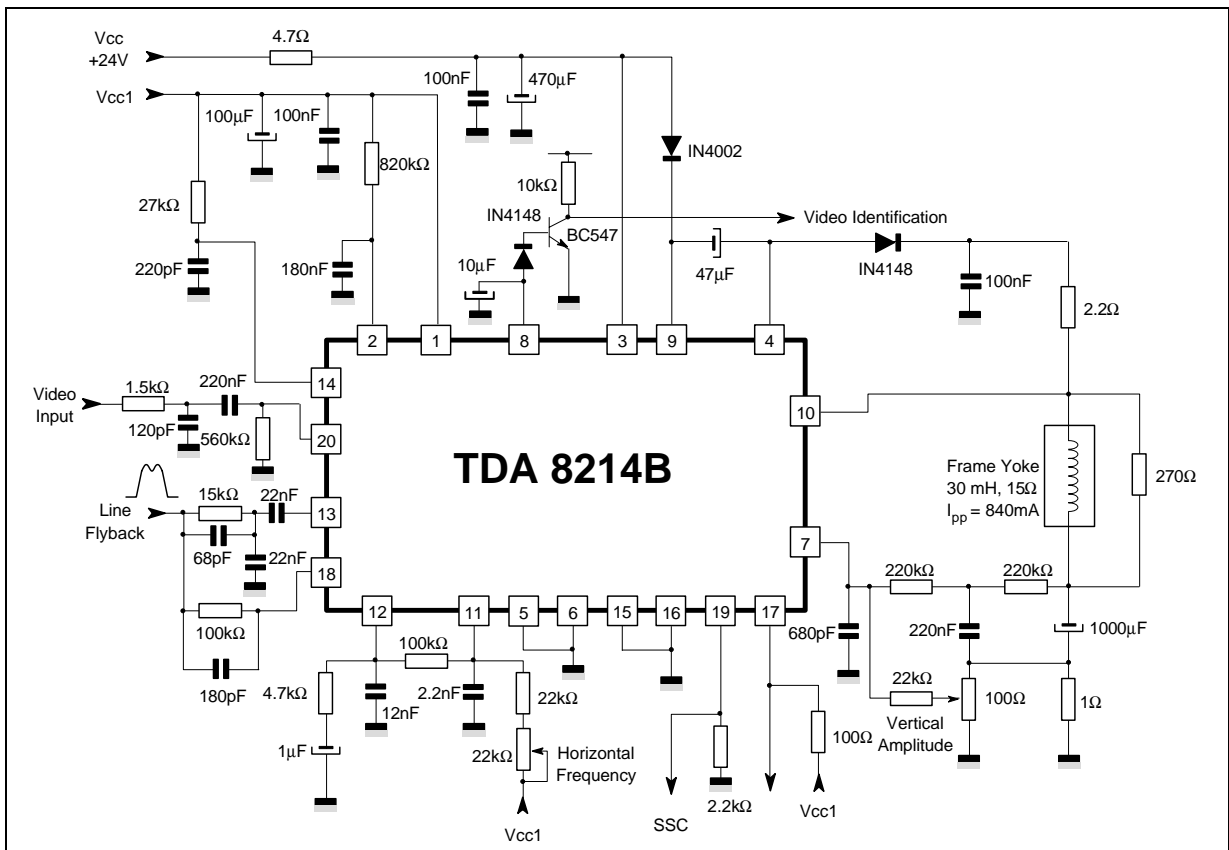 Vcc
+24V
4.7Ω
Vcc1
100µF
100nF
100nF
470µF
820kΩ
IN4002
27kΩ
10kΩ
IN4148
BC547
Video Identification
220pF
180nF
10µF
47µF
IN4148
100nF
2.2Ω
2
1
8
3
9
4
Video
Input
1.5kΩ
220nF
14
120pF
560kΩ
20
10
TDA 8214B
Frame Yoke
30 mH, 15Ω
Ipp = 840mA
270Ω
Line
Flyback
15kΩ
22nF
13
68pF
22nF
18
7
100kΩ
180pF
12
11
5
6
15
16
19
17
220kΩ
220kΩ
680pF
220nF
1000µF
100kΩ
4.7kΩ
12nF
2.2nF
22kΩ
22kΩ
100Ω
1Ω
Vertical
Amplitude
1µF
22kΩ
Horizontal
Frequency
100Ω
2.2kΩ
Vcc1
SSC
Vcc1